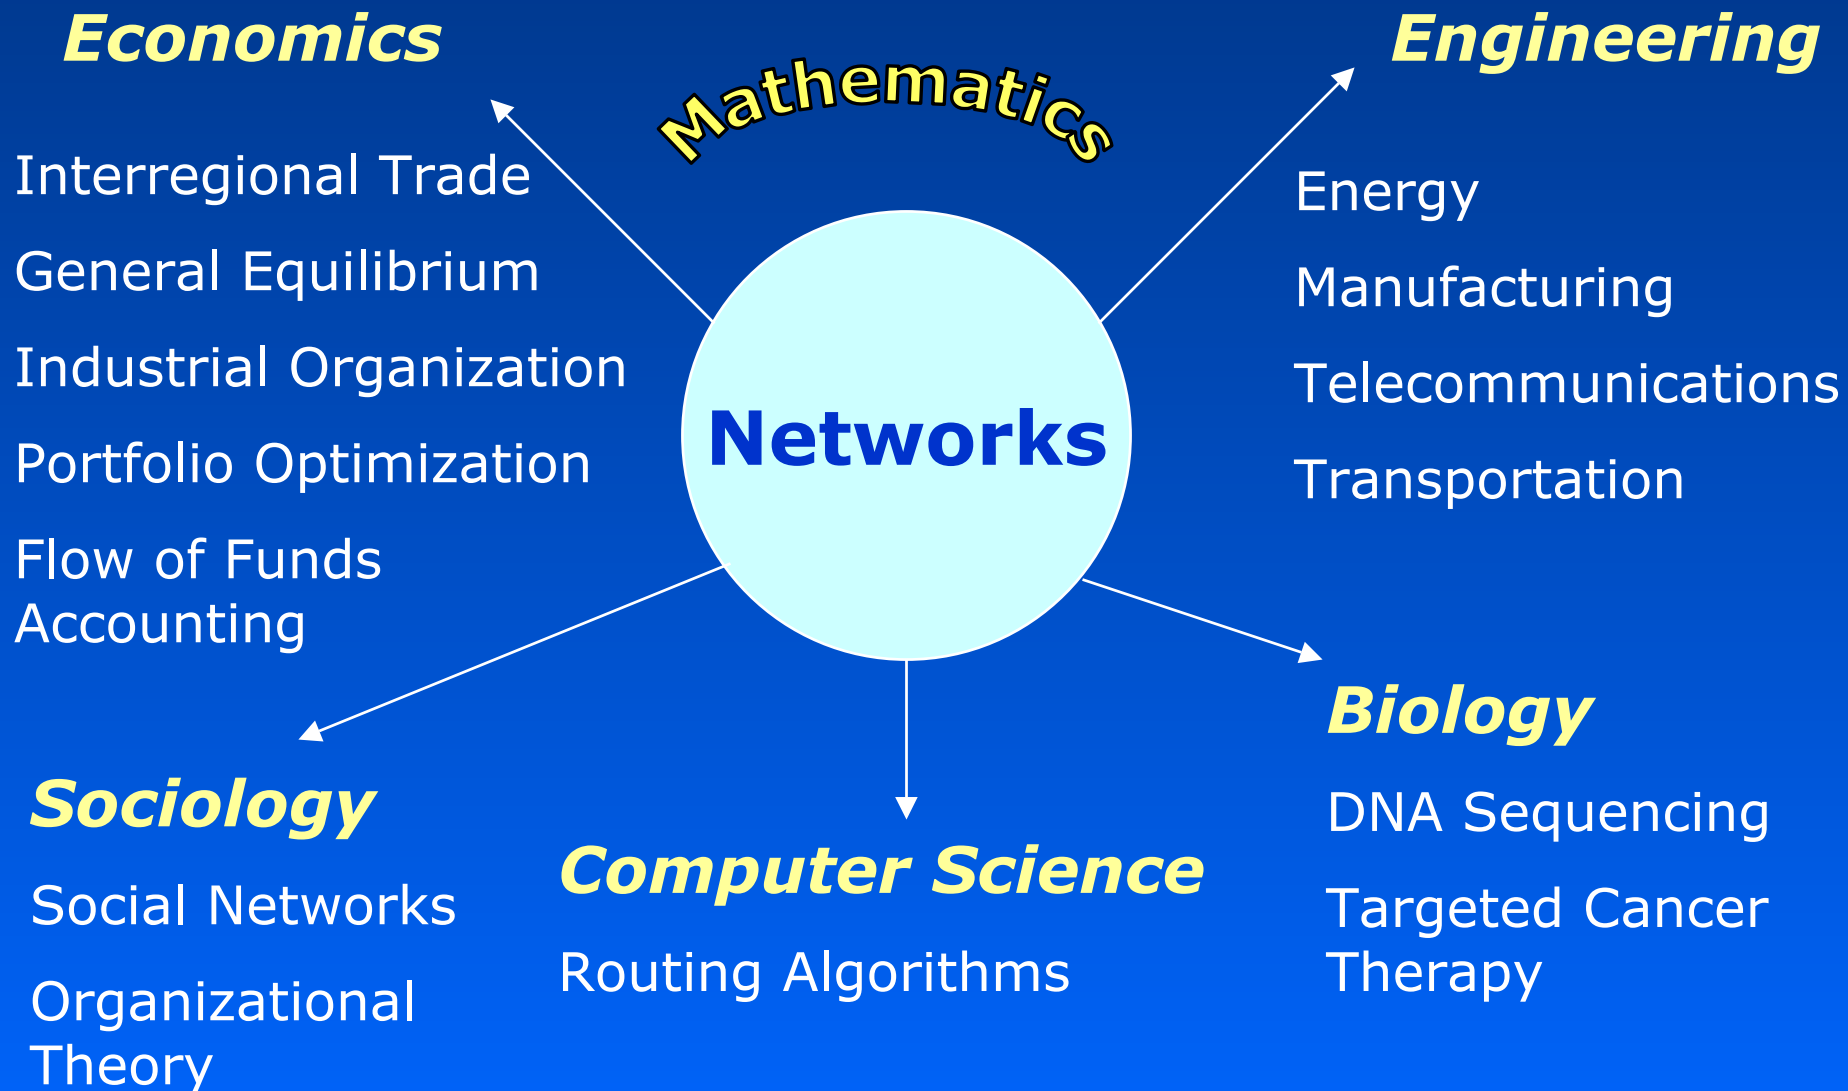 Economics
Interregional Trade
General Equilibrium
Industrial Organization
Portfolio Optimization
Flow of Funds
Accounting
Mathematics
Networks
Engineering
Energy
Manufacturing
Telecommunications
Transportation
Sociology
Social Networks
Organizational
Theory
Computer Science
Routing Algorithms
Biology
DNA Sequencing
Targeted Cancer
Therapy